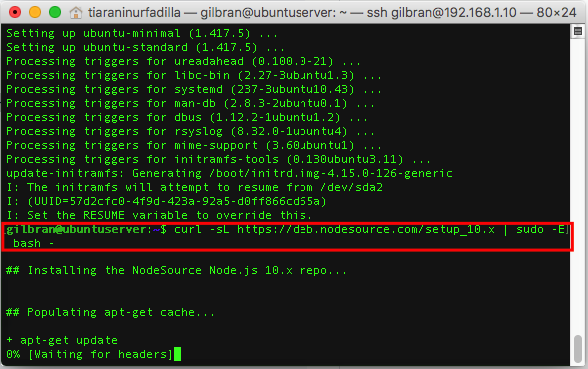 tiaraninurfadilla — gilbran@ubuntuserver: ~ — ssh gilbran@192.168.1.10 — 80×24
Setting up ubuntu-minimal (1.417.5) ...
Setting up ubuntu-standard (1.417.5) ...
Processing triggers for ureadahead (0.100.0-21) ...
Processing triggers for libc-bin (2.27-3ubuntu1.3) ...
Processing triggers for systemd (237-3ubuntu10.43) ...
Processing triggers for man-db (2.8.3-2ubuntu0.1) ...
Processing triggers for dbus (1.12.2-1ubuntu1.2) ...
Processing triggers for rsyslog (8.32.0-1ubuntu4) ...
Processing triggers for mime-support (3.60ubuntu1) ...
Processing triggers for initramfs-tools (0.130ubuntu3.11) ...
update-initramfs: Generating /boot/initrd.img-4.15.0-126-generic
I: The initramfs will attempt to resume from /dev/sda2
I: (UUID=57d2cfc0-4f9d-423a-92a5-d0ff866cd65a)
I: Set the RESUME variable to override this.
gilbran@ubuntuserver:~$ curl -sL https://deb.nodesource.com/setup_10.x | sudo -E
bash -
## Installing the NodeSource Node.js 10.x repo...
## Populating apt-get cache...
+ apt-get update
0% [Waiting for headers]